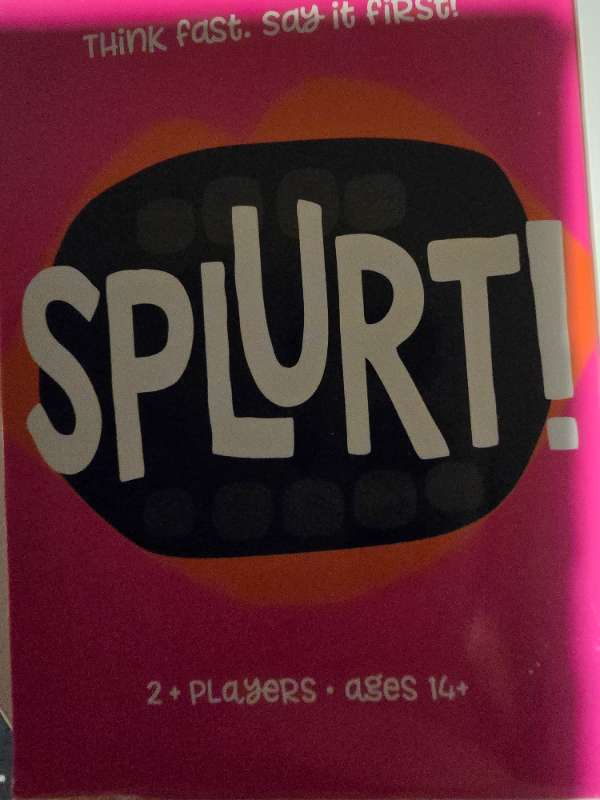 THink fast. say it first!
SPLURT!
2+ PLayeRS • ages 14+